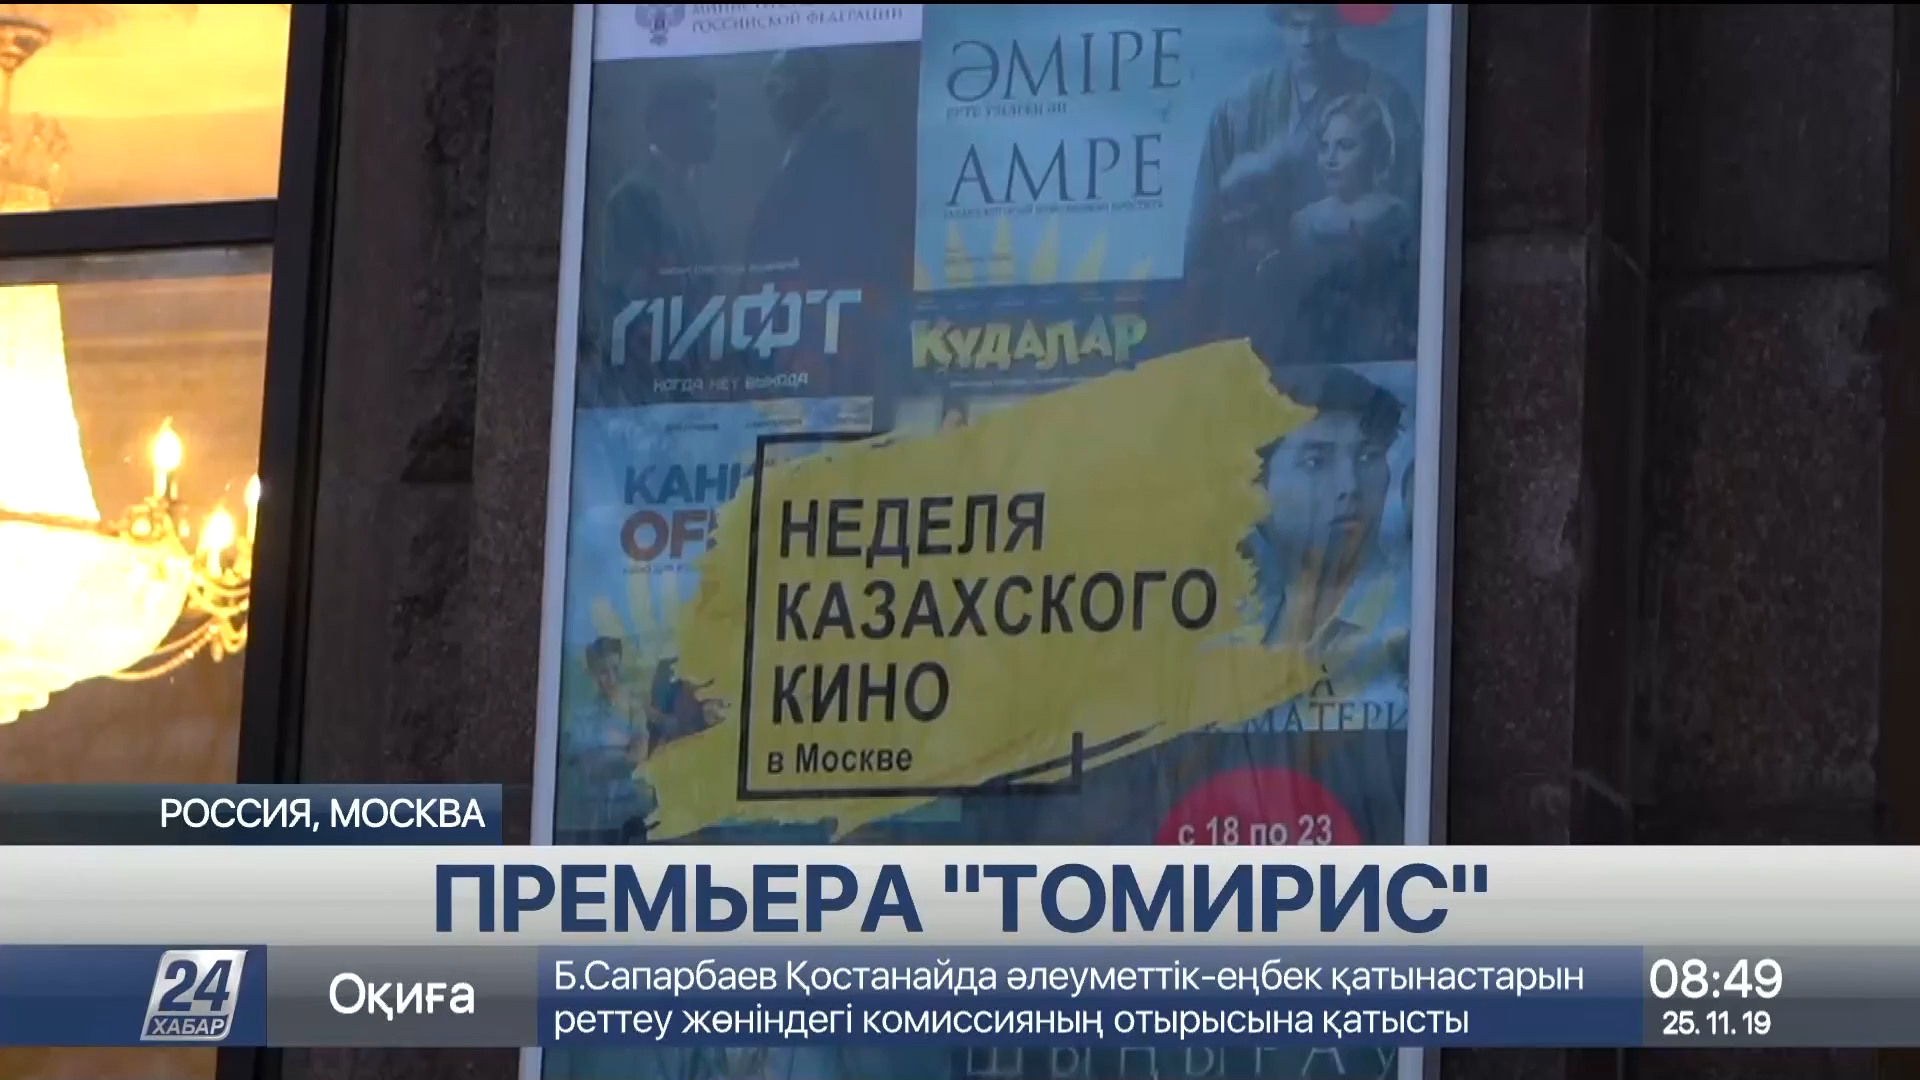 РОССИЙСКОЙ ФЕДЕРАЦИИ
ӘМІРЕ
АМРЕ
ЛИФТ
КОГДА НЕТ ВЫХОДА
ҚҰДАЛАР
НЕДЕЛЯ
КАЗАХСКОГО
КИНО
в Москве
МАТЕРИ
с 18 по 23
РОССИЯ, МОСКВА
ПРЕМЬЕРА "ТОМИРИС"
24
ХАБАР
Оқиға
Б.Сапарбаев Қостанайда әлеуметтік-еңбек қатынастарын
реттеу жөніндегі комиссияның отырысына қатысты
08:49
25. 11. 19
ШЫҢЫРАУ